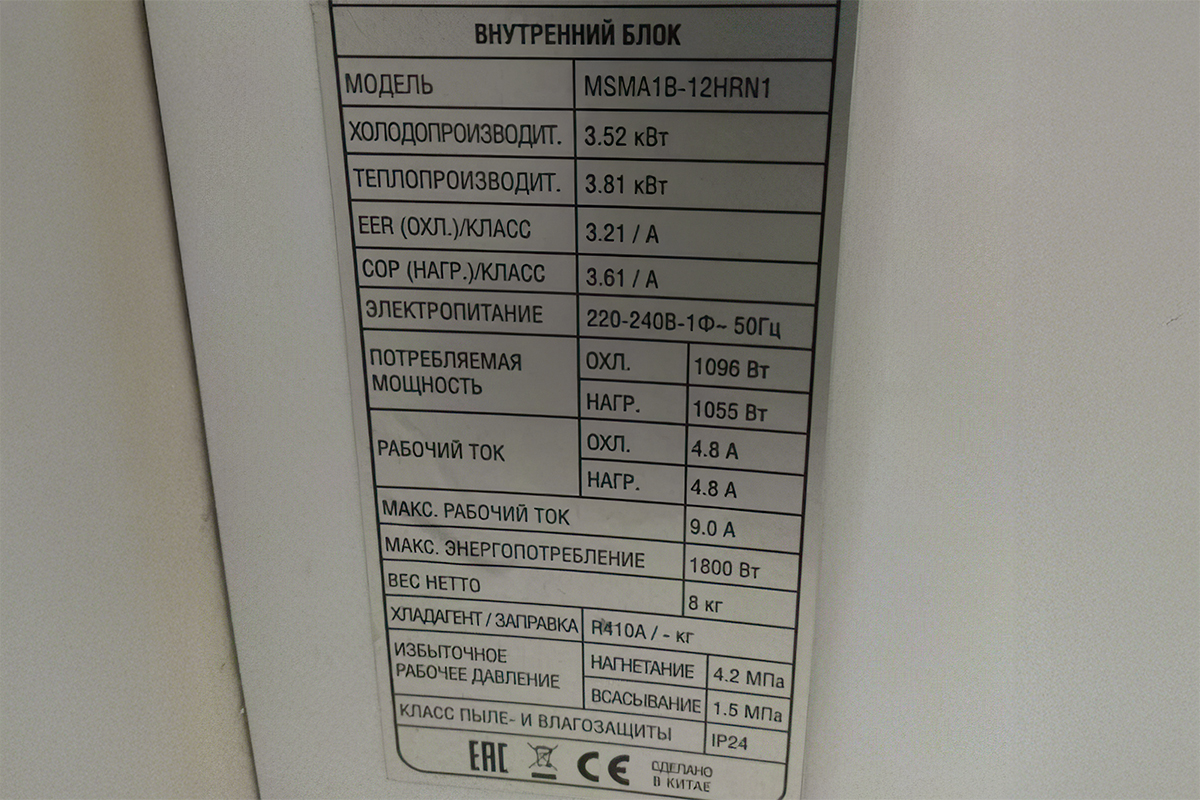 ВНУТРЕННИЙ БЛОК
МОДЕЛЬ MSMA1B-12HRN1
ХОЛОДОПРОИЗВОДИТ. 3.52 кВт
ТЕПЛОПРОИЗВОДИТ. 3.81 кВт
EER (ОХЛ.)/КЛАСС 3.21 / A
COP (НАГР.)/КЛАСС 3.61 / A
ЭЛЕКТРОПИТАНИЕ 220-240В-1Ф~ 50Гц
ПОТРЕБЛЯЕМАЯ
МОЩНОСТЬ
ОХЛ. 1096 Вт
НАГР. 1055 Вт
РАБОЧИЙ ТОК
ОХЛ. 4.8 А
НАГР. 4.8 А
МАКС. РАБОЧИЙ ТОК 9.0 А
МАКС. ЭНЕРГОПОТРЕБЛЕНИЕ 1800 Вт
ВЕС НЕТТО 8 кг
ХЛАДАГЕНТ / ЗАПРАВКА R410A / - кг
ИЗБЫТОЧНОЕ
РАБОЧЕЕ ДАВЛЕНИЕ
НАГНЕТАНИЕ 4.2 МПа
ВСАСЫВАНИЕ 1.5 МПа
КЛАСС ПЫЛЕ- И ВЛАГОЗАЩИТЫ IP24
EAC CE
СДЕЛАНО
В КИТАЕ